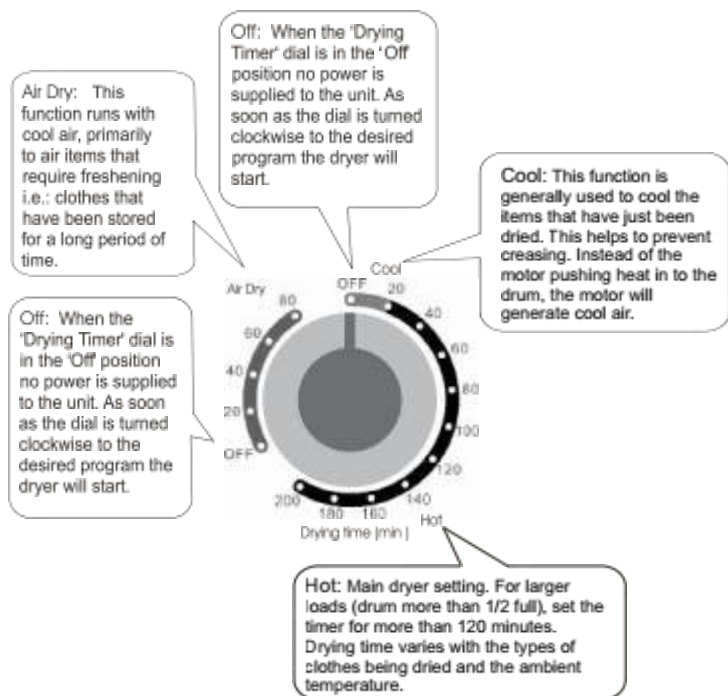 Off: When the 'Drying
Timer' dial is in the 'Off'
position no power is
supplied to the unit. As
soon as the dial is turned
clockwise to the desired
program the dryer will
start.
Air Dry: This
function runs with
cool air, primarily
to air items that
require freshening
i.e.: clothes that
have been stored
for a long period of
time.
Cool: This function is
generally used to cool the
items that have just been
dried. This helps to prevent
creasing. Instead of the
motor pushing heat in to the
drum, the motor will
generate cool air.
Off: When the
'Drying Timer' dial is
in the 'Off' position
no power is supplied
to the unit. As soon
as the dial is turned
clockwise to the
desired program the
dryer will start.
Cool
Air Dry
80
60
40
20
OFF
OFF
20
40
60
80
100
120
140
160
180
200
Hot
Drying time (min)
Hot: Main dryer setting. For larger
loads (drum more than 1/2 full), set the
timer for more than 120 minutes.
Drying time varies with the types of
clothes being dried and the ambient
temperature.